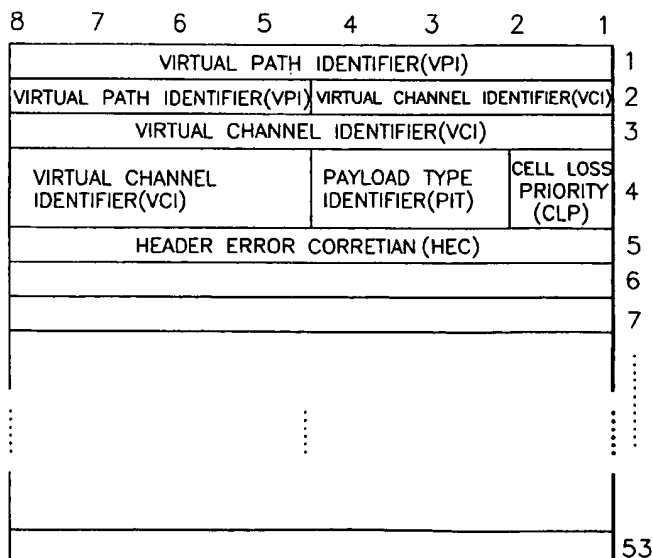 8 7 6 5 4 3 2 1
VIRTUAL PATH IDENTIFIER(VPI) 1
VIRTUAL PATH IDENTIFIER(VPI) VIRTUAL CHANNEL IDENTIFIER(VCI) 2
VIRTUAL CHANNEL IDENTIFIER(VCI) 3
VIRTUAL CHANNEL
IDENTIFIER(VCI)
PAYLOAD TYPE
IDENTIFIER(PIT)
CELL LOSS
PRIORITY
(CLP)
4
HEADER ERROR CORRETIAN(HEC) 5
6
7
53